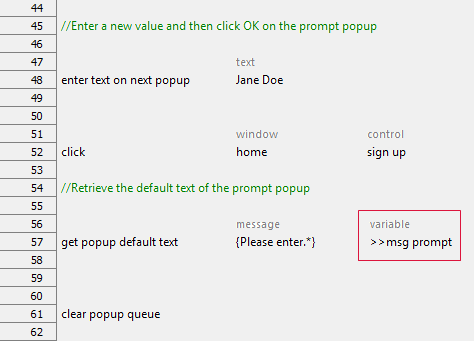 44
45 //Enter a new value and then click OK on the prompt popup
46
47 text
48 enter text on next popup Jane Doe
49
50
51 window control
52 click home sign up
53
54 //Retrieve the default text of the prompt popup
55
56 message variable
57 get popup default text {Please enter.*} >>msg prompt
58
59
60
61 clear popup queue
62